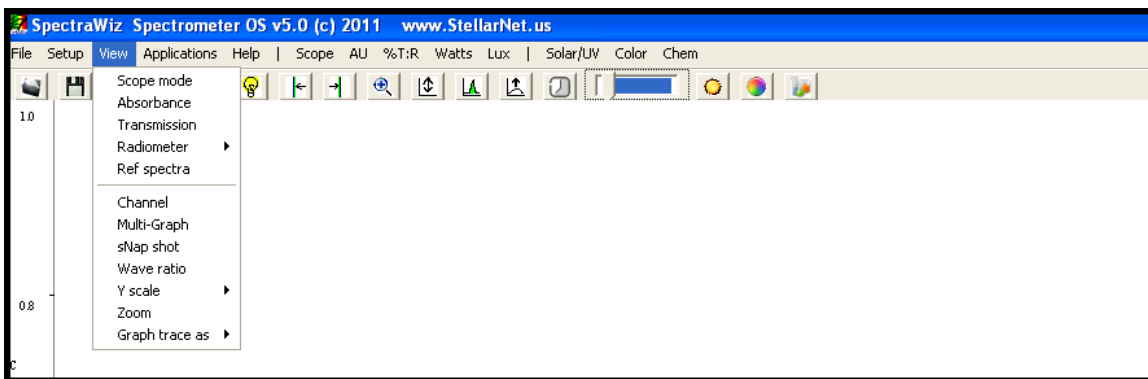 SpectraWiz Spectrometer OS v5.0 (c) 2011 www.StellarNet.us
File Setup View Applications Help | Scope AU %T:R Watts Lux | Solar/UV Color Chem
Scope mode
Absorbance
Transmission
Radiometer
Ref spectra
Channel
Multi-Graph
sNap shot
Wave ratio
Y scale
Zoom
Graph trace as
1.0
0.8